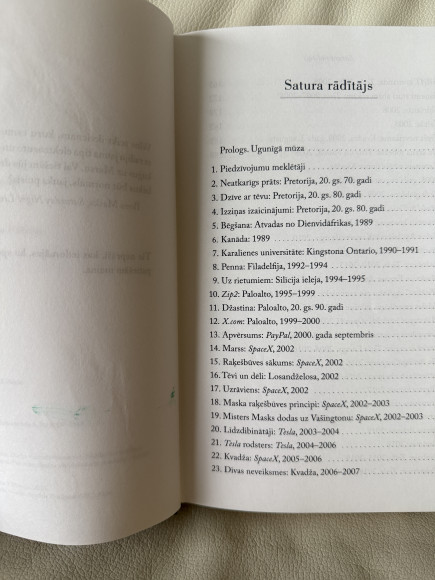 Satura rādītājs
Prologs. Ugunīgā mūza
1. Piedzīvojumu meklētāji
2. Neatkarīgs prāts: Pretorija, 20. gs. 70. gadi
3. Dzīve ar tēvu: Pretorija, 20. gs. 80. gadi
4. Izziņas izaicinājumi: Pretorija, 20. gs. 80. gadi
5. Bēgšana: Atvadas no Dienvidāfrikas, 1989
6. Kanāda: 1989
7. Karalienes universitāte: Kingstona Ontario, 1990–1991
8. Penna: Filadelfija, 1992–1994
9. Uz rietumiem: Silīcija ieleja, 1994–1995
10. Zip2: Paloalto, 1995–1999
11. Džastina: Paloalto, 20. gs. 90. gadi
12. X.com: Paloalto, 1999–2000
13. Apvērsums: PayPal, 2000. gada septembris
14. Marss: SpaceX, 2002
15. Raķešbūves sākums: SpaceX, 2002
16. Tēvi un dēli: Losandželosa, 2002
17. Uzrāviens: SpaceX, 2002
18. Maska raķešbūves principi: SpaceX, 2002–2003
19. Misters Masks dodas uz Vašingtonu: SpaceX, 2002–2003
20. Līdzdibinātāji: Tesla, 2003–2004
21. Tesla rodsters: Tesla, 2004–2006
22. Kvadža: SpaceX, 2005–2006
23. Divas neveiksmes: Kvadža, 2006–2007